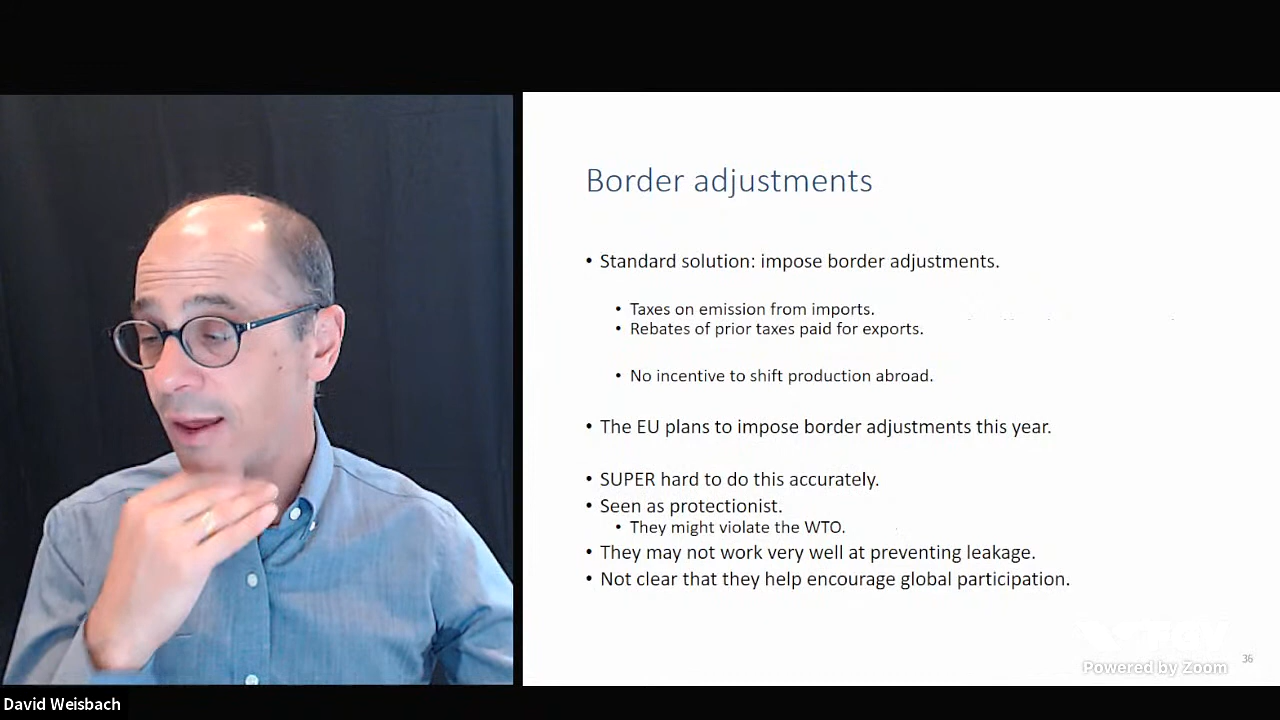 Border adjustments
• Standard solution: impose border adjustments.
• Taxes on emission from imports.
• Rebates of prior taxes paid for exports.
• No incentive to shift production abroad.
• The EU plans to impose border adjustments this year.
• SUPER hard to do this accurately.
• Seen as protectionist.
• They might violate the WTO.
• They may not work very well at preventing leakage.
• Not clear that they help encourage global participation.
Powered by Zoom
36
David Weisbach